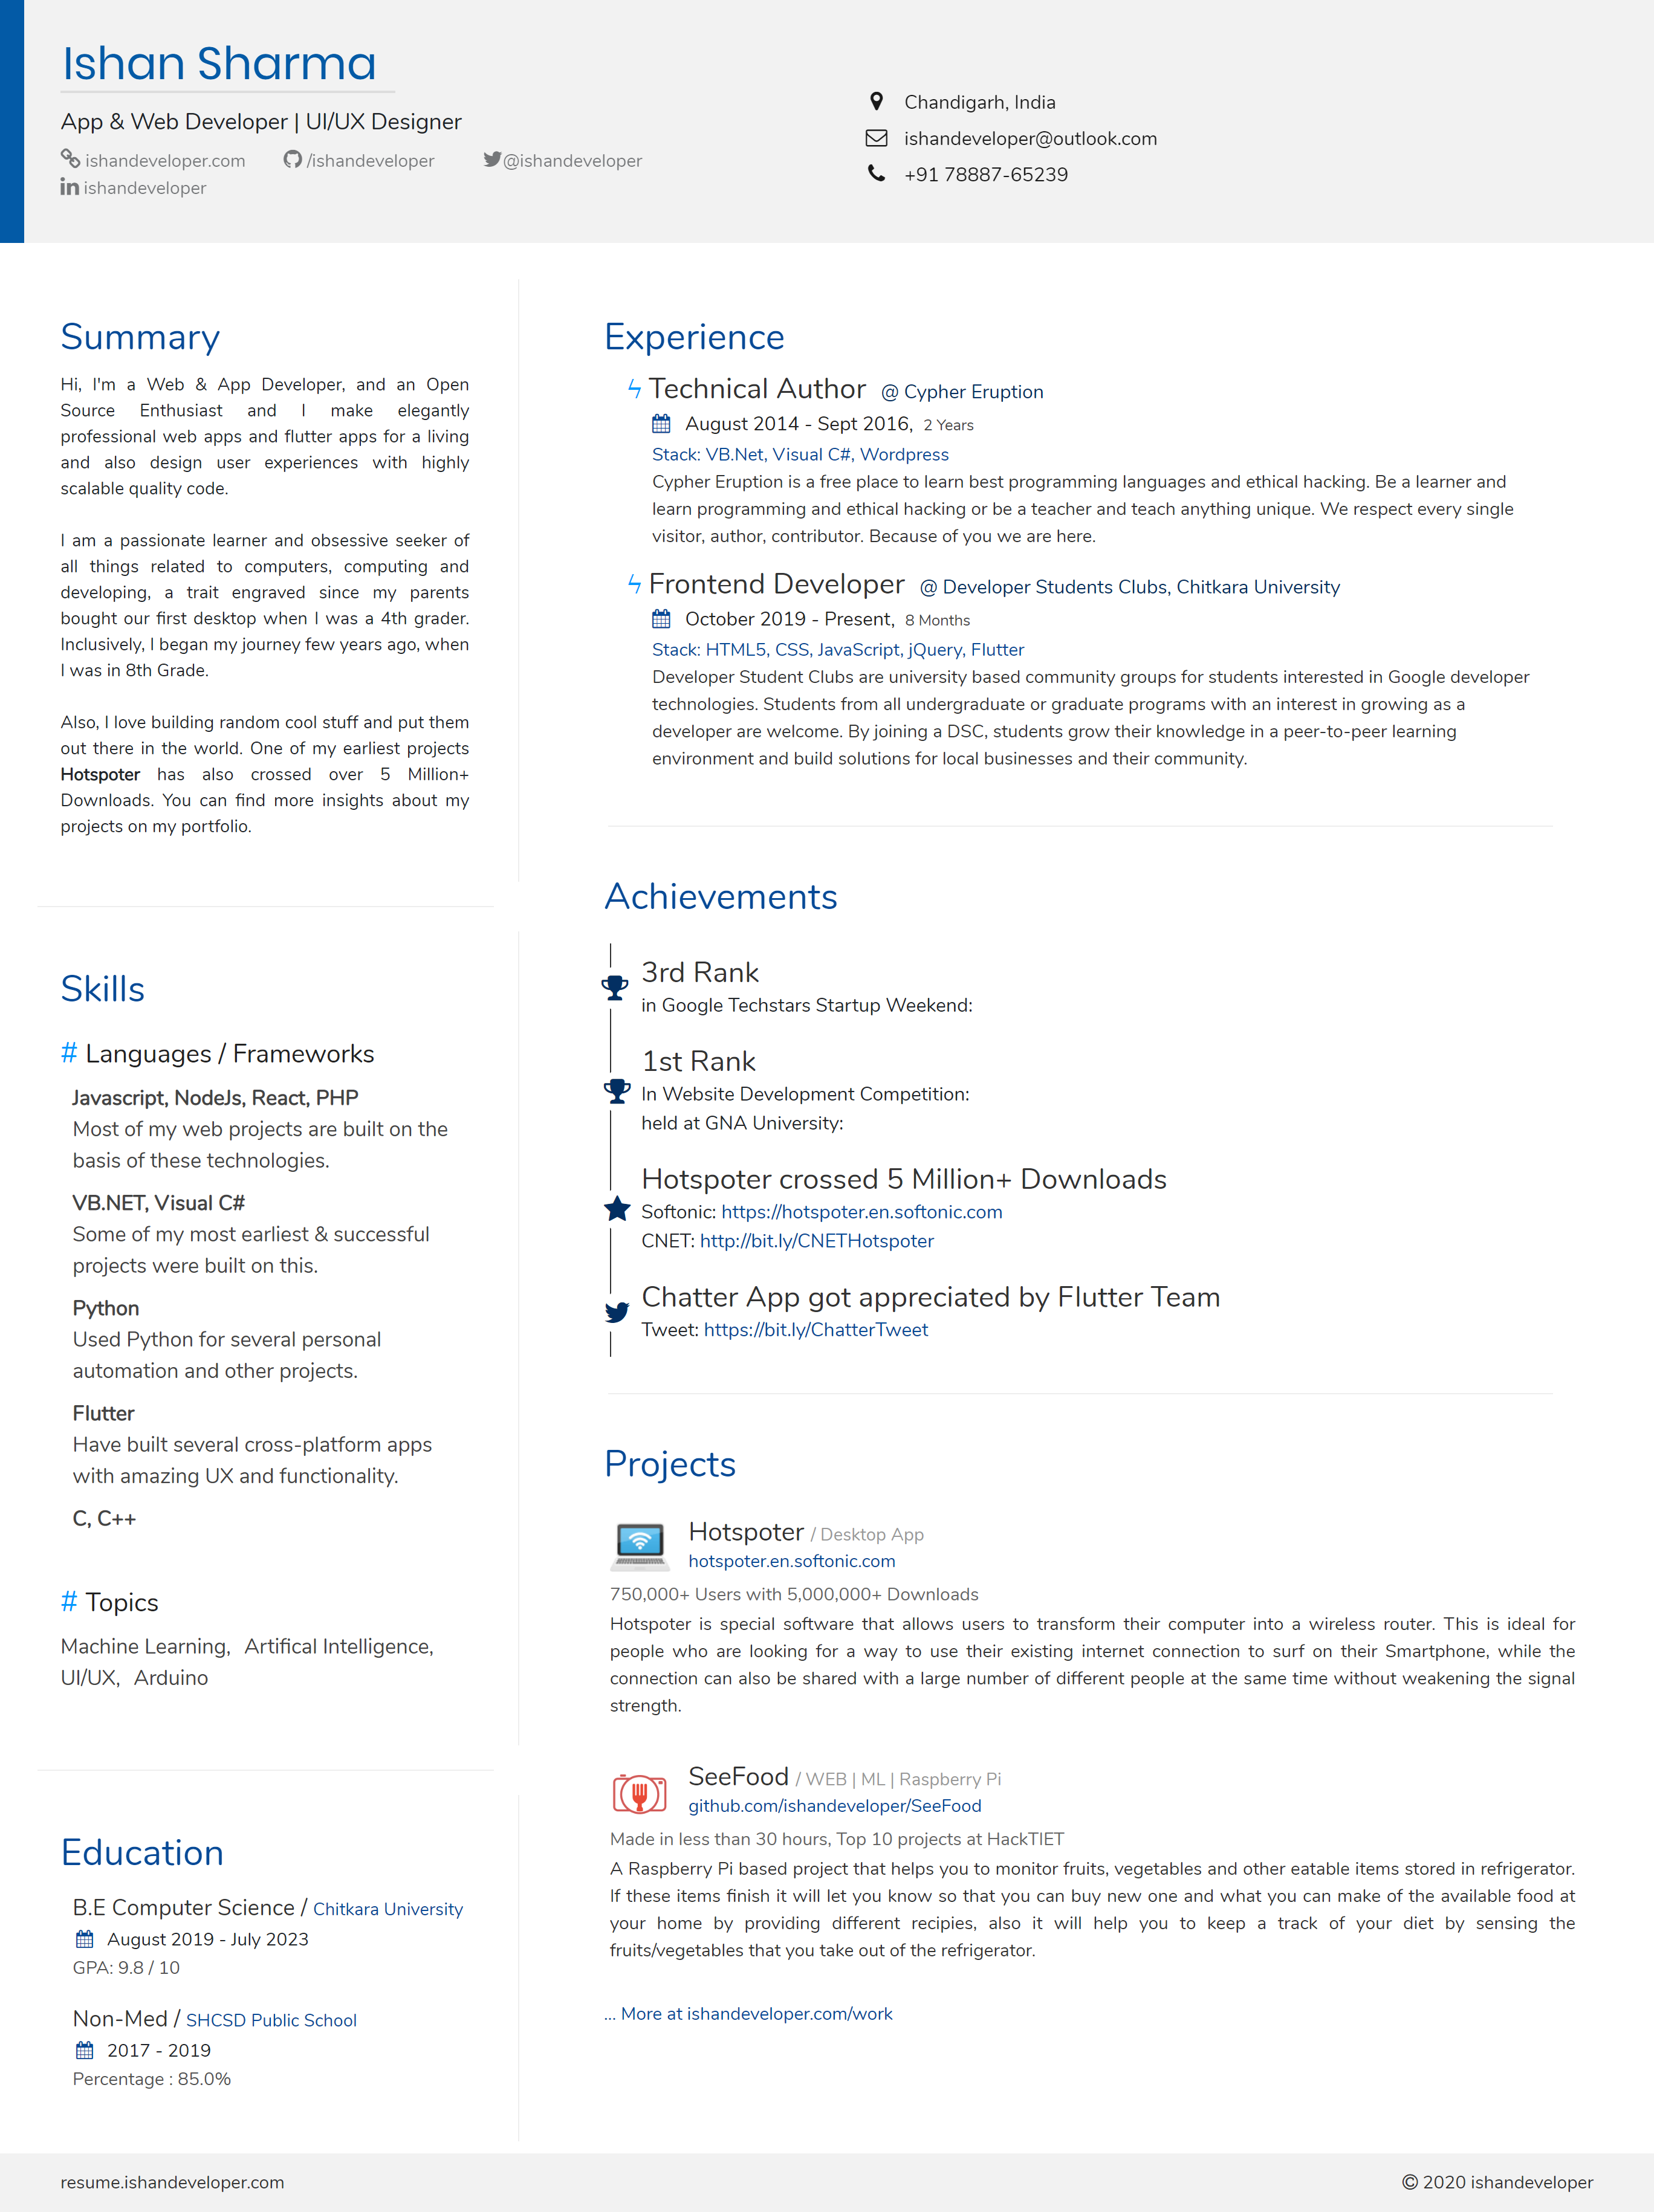 Ishan Sharma
App & Web Developer | UI/UX Designer
ishandeveloper.com /ishandeveloper @ishandeveloper
ishandeveloper
Chandigarh, India
ishandeveloper@outlook.com
+91 78887-65239
Summary
Hi, I'm a Web & App Developer, and an Open
Source Enthusiast and I make elegantly
professional web apps and flutter apps for a living
and also design user experiences with highly
scalable quality code.
I am a passionate learner and obsessive seeker of
all things related to computers, computing and
developing, a trait engraved since my parents
bought our first desktop when I was a 4th grader.
Inclusively, I began my journey few years ago, when
I was in 8th Grade.
Also, I love building random cool stuff and put them
out there in the world. One of my earliest projects
Hotspoter has also crossed over 5 Million+
Downloads. You can find more insights about my
projects on my portfolio.
Skills
# Languages / Frameworks
Javascript, NodeJs, React, PHP
Most of my web projects are built on the
basis of these technologies.
VB.NET, Visual C#
Some of my most earliest & successful
projects were built on this.
Python
Used Python for several personal
automation and other projects.
Flutter
Have built several cross-platform apps
with amazing UX and functionality.
C, C++
# Topics
Machine Learning, Artifical Intelligence,
UI/UX, Arduino
Education
B.E Computer Science / Chitkara University
August 2019 - July 2023
GPA: 9.8 / 10
Non-Med / SHCSD Public School
2017 - 2019
Percentage : 85.0%
Experience
Technical Author @ Cypher Eruption
August 2014 - Sept 2016, 2 Years
Stack: VB.Net, Visual C#, Wordpress
Cypher Eruption is a free place to learn best programming languages and ethical hacking. Be a learner and
learn programming and ethical hacking or be a teacher and teach anything unique. We respect every single
visitor, author, contributor. Because of you we are here.
Frontend Developer @ Developer Students Clubs, Chitkara University
October 2019 - Present, 8 Months
Stack: HTML5, CSS, JavaScript, jQuery, Flutter
Developer Student Clubs are university based community groups for students interested in Google developer
technologies. Students from all undergraduate or graduate programs with an interest in growing as a
developer are welcome. By joining a DSC, students grow their knowledge in a peer-to-peer learning
environment and build solutions for local businesses and their community.
Achievements
3rd Rank
in Google Techstars Startup Weekend:
1st Rank
In Website Development Competition:
held at GNA University:
Hotspoter crossed 5 Million+ Downloads
Softonic: https://hotspoter.en.softonic.com
CNET: http://bit.ly/CNETHotspoter
Chatter App got appreciated by Flutter Team
Tweet: https://bit.ly/ChatterTweet
Projects
Hotspoter / Desktop App
hotspoter.en.softonic.com
750,000+ Users with 5,000,000+ Downloads
Hotspoter is special software that allows users to transform their computer into a wireless router. This is ideal for
people who are looking for a way to use their existing internet connection to surf on their Smartphone, while the
connection can also be shared with a large number of different people at the same time without weakening the signal
strength.
SeeFood / WEB | ML | Raspberry Pi
github.com/ishandeveloper/SeeFood
Made in less than 30 hours, Top 10 projects at HackTIET
A Raspberry Pi based project that helps you to monitor fruits, vegetables and other eatable items stored in refrigerator.
If these items finish it will let you know so that you can buy new one and what you can make of the available food at
your home by providing different recipies, also it will help you to keep a track of your diet by sensing the
fruits/vegetables that you take out of the refrigerator.
... More at ishandeveloper.com/work
resume.ishandeveloper.com
© 2020 ishandeveloper